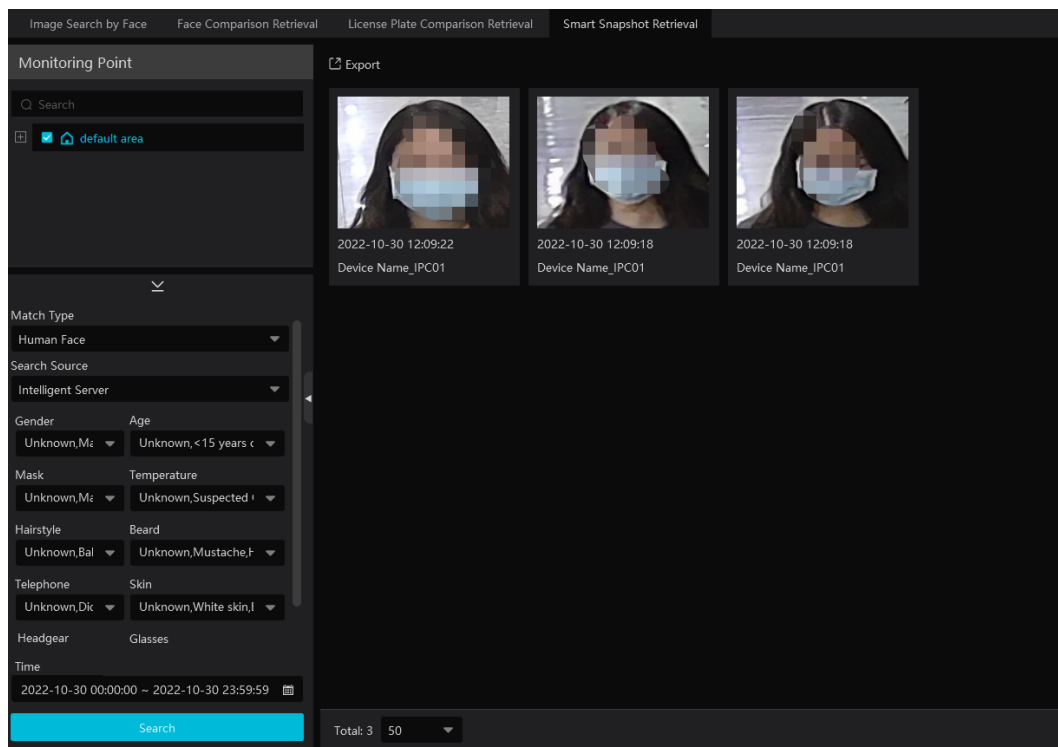 Image Search by Face Face Comparison Retrieval License Plate Comparison Retrieval Smart Snapshot Retrieval
Monitoring Point
Export
Search
default area
2022-10-30 12:09:22 2022-10-30 12:09:18 2022-10-30 12:09:18
Device Name_IPC01 Device Name_IPC01 Device Name_IPC01
Match Type
Human Face
Search Source
Intelligent Server
Gender Age
Unknown,Ma Unknown,<15 years
Mask Temperature
Unknown,Ma Unknown,Suspected
Hairstyle Beard
Unknown,Bal Unknown,Mustache,
Telephone Skin
Unknown,Dic Unknown,White skin,
Headgear Glasses
Time
2022-10-30 00:00:00 ~ 2022-10-30 23:59:59
Search
Total: 3 50